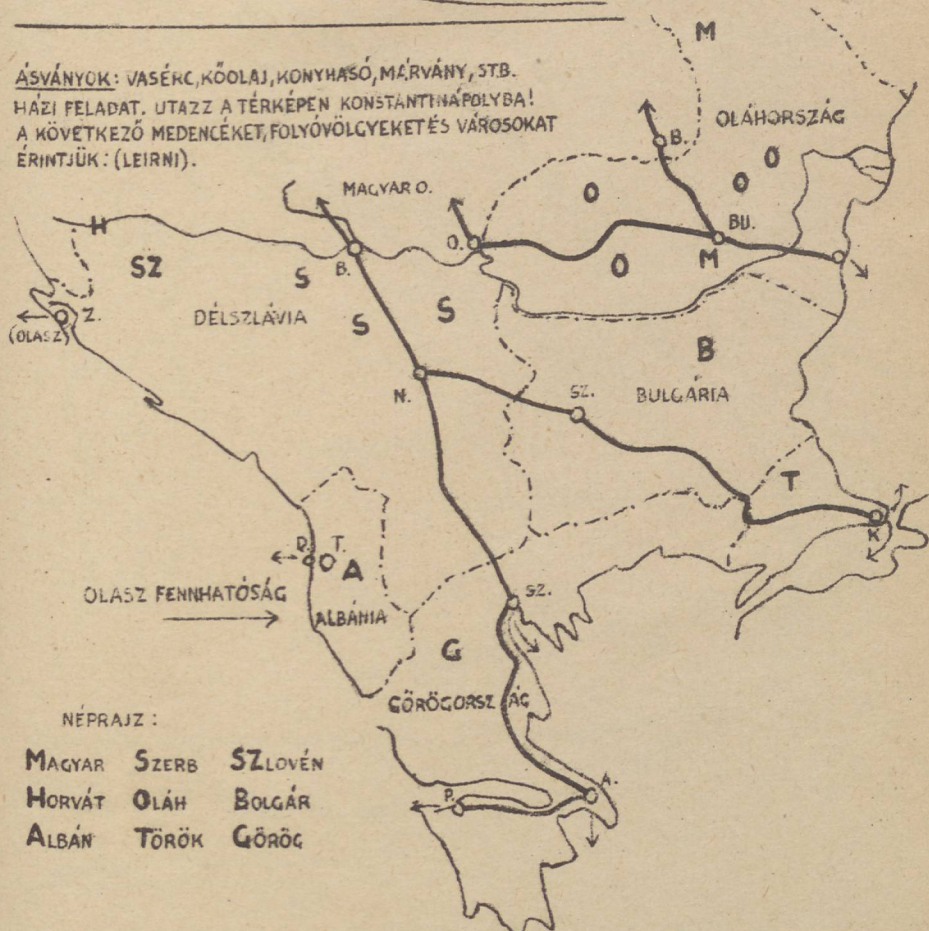 ÁSVÁNYOK: VASÉRC, KŐOLAJ, KONYHASÓ, MÁRVÁNY, STB.
HÁZI FELADAT. UTAZZ A TÉRKÉPEN KONSTANTINÁPOLYBA!
A KÖVETKEZŐ MEDENCÉKET, FOLYÓVÖLGYEKET ÉS VÁROSOKAT
ÉRINTJÜK: (LEIRNI).
M
OLÁHORSZÁG
B.
O
O
O
MAGYAR O.
BU.
M
O
O.
H
SZ
S
B.
S
S
DÉLSZLÁVIA
Z.
(OLASZ)
B
BULGÁRIA
N.
SZ.
T
K
D.
T.
A
OLASZ FENNHATÓSÁG
ALBÁNIA
SZ.
G
GÖRÖGORSZÁG
P.
A.
NÉPRAJZ:
MAGYAR SZERB SZLOVÉN
HORVÁT OLÁH BOLGÁR
ALBÁN TÖRÖK GÖRÖG